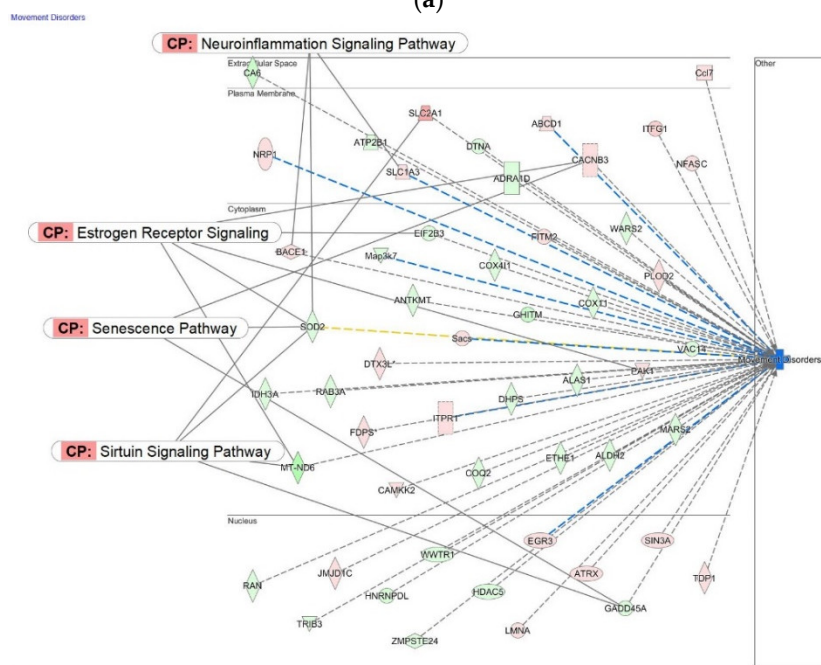 (a)
Movement Disorders
CP: Neuroinflammation Signaling Pathway
Extracellular Space
Other
CA6
Ccl7
Plasma Membrane
SLC2A1
ABCD1
ITFG1
ATP2B1
DTNA
NRP1
CACNB3
NFASC
SLC1A3
ADRA1D
Cytoplasm
CP: Estrogen Receptor Signaling
EIF2B3
FITM2
WARS2
BACE1
Map3k7
COX4I1
PLOD2
ANTKMT
COX11
GHITM
CP: Senescence Pathway
SOD2
Sacs
VAC14
Movement Disorders
DTX3L*
PAK1
ALAS1
IDH3A
RAB3A
DHPS
ITPR1
FDPS*
MARS2
CP: Sirtuin Signaling Pathway
MT-ND6
ETHE1
ALDH2
COQ2
CAMKK2
Nucleus
EGR3
SIN3A
WWTR1
JMJD1C
ATRX
TDP1
RAN
HNRNPDL
HDAC5
GADD45A
TRIB3
LMNA
ZMPSTE24